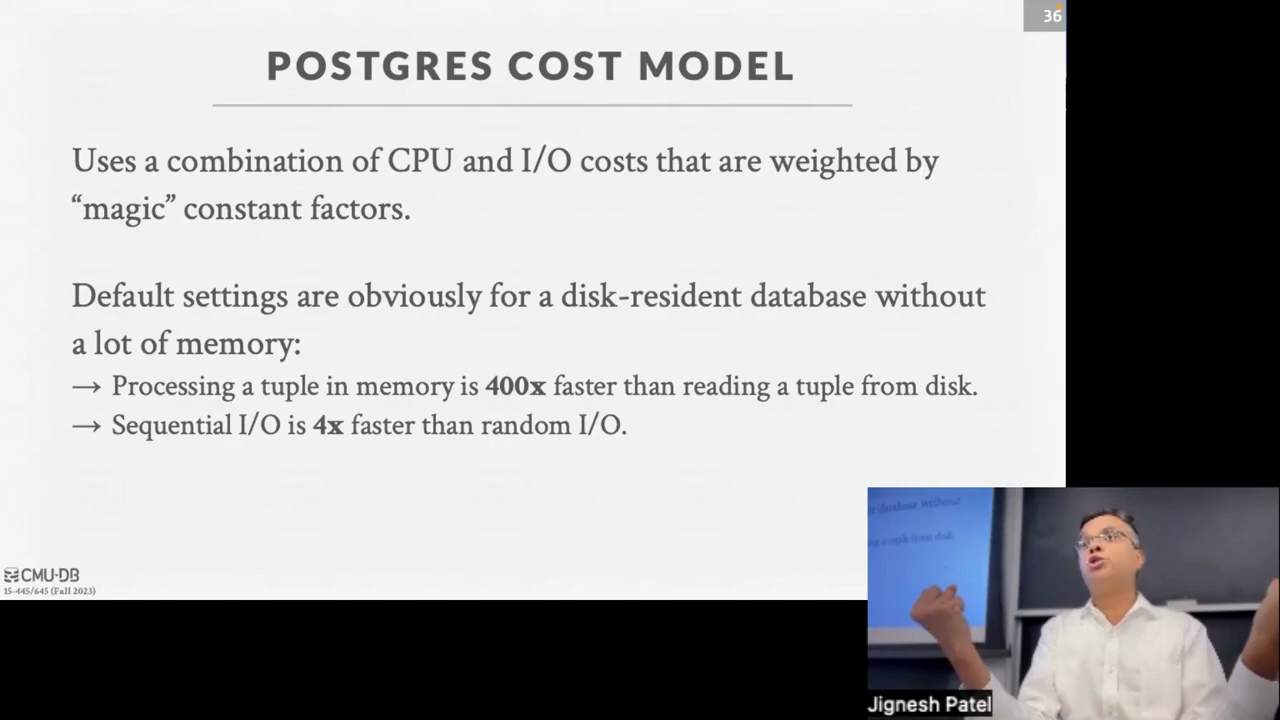 36
POSTGRES COST MODEL
Uses a combination of CPU and I/O costs that are weighted by
“magic” constant factors.
Default settings are obviously for a disk-resident database without
a lot of memory:
→ Processing a tuple in memory is 400x faster than reading a tuple from disk.
→ Sequential I/O is 4x faster than random I/O.
CMU·DB
15-445/645 (Fall 2023)
Jignesh Patel